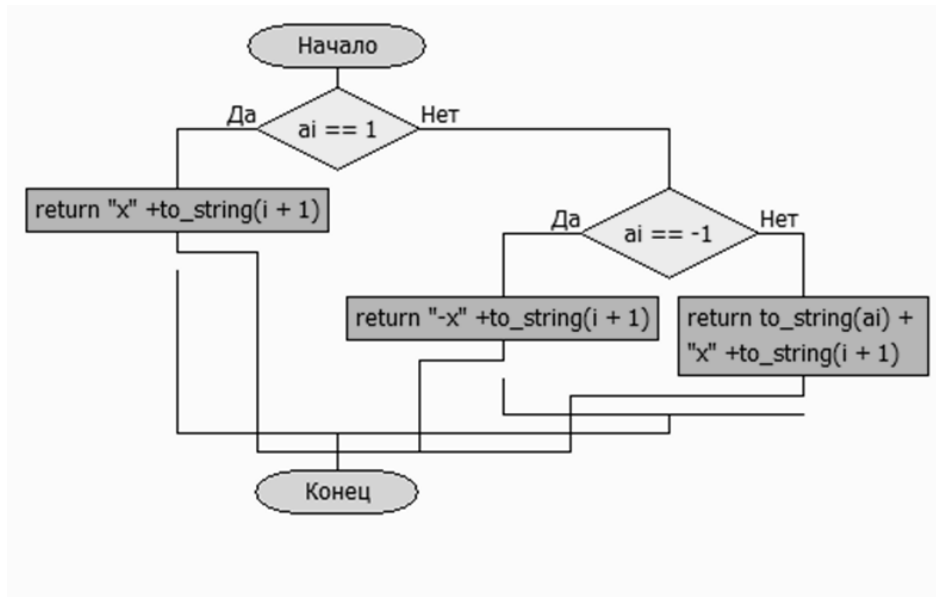 Начало
Да
Нет
ai == 1
return "x" +to_string(i + 1)
Да
Нет
ai == -1
return "-x" +to_string(i + 1)
return to_string(ai) +
"x" +to_string(i + 1)
Конец